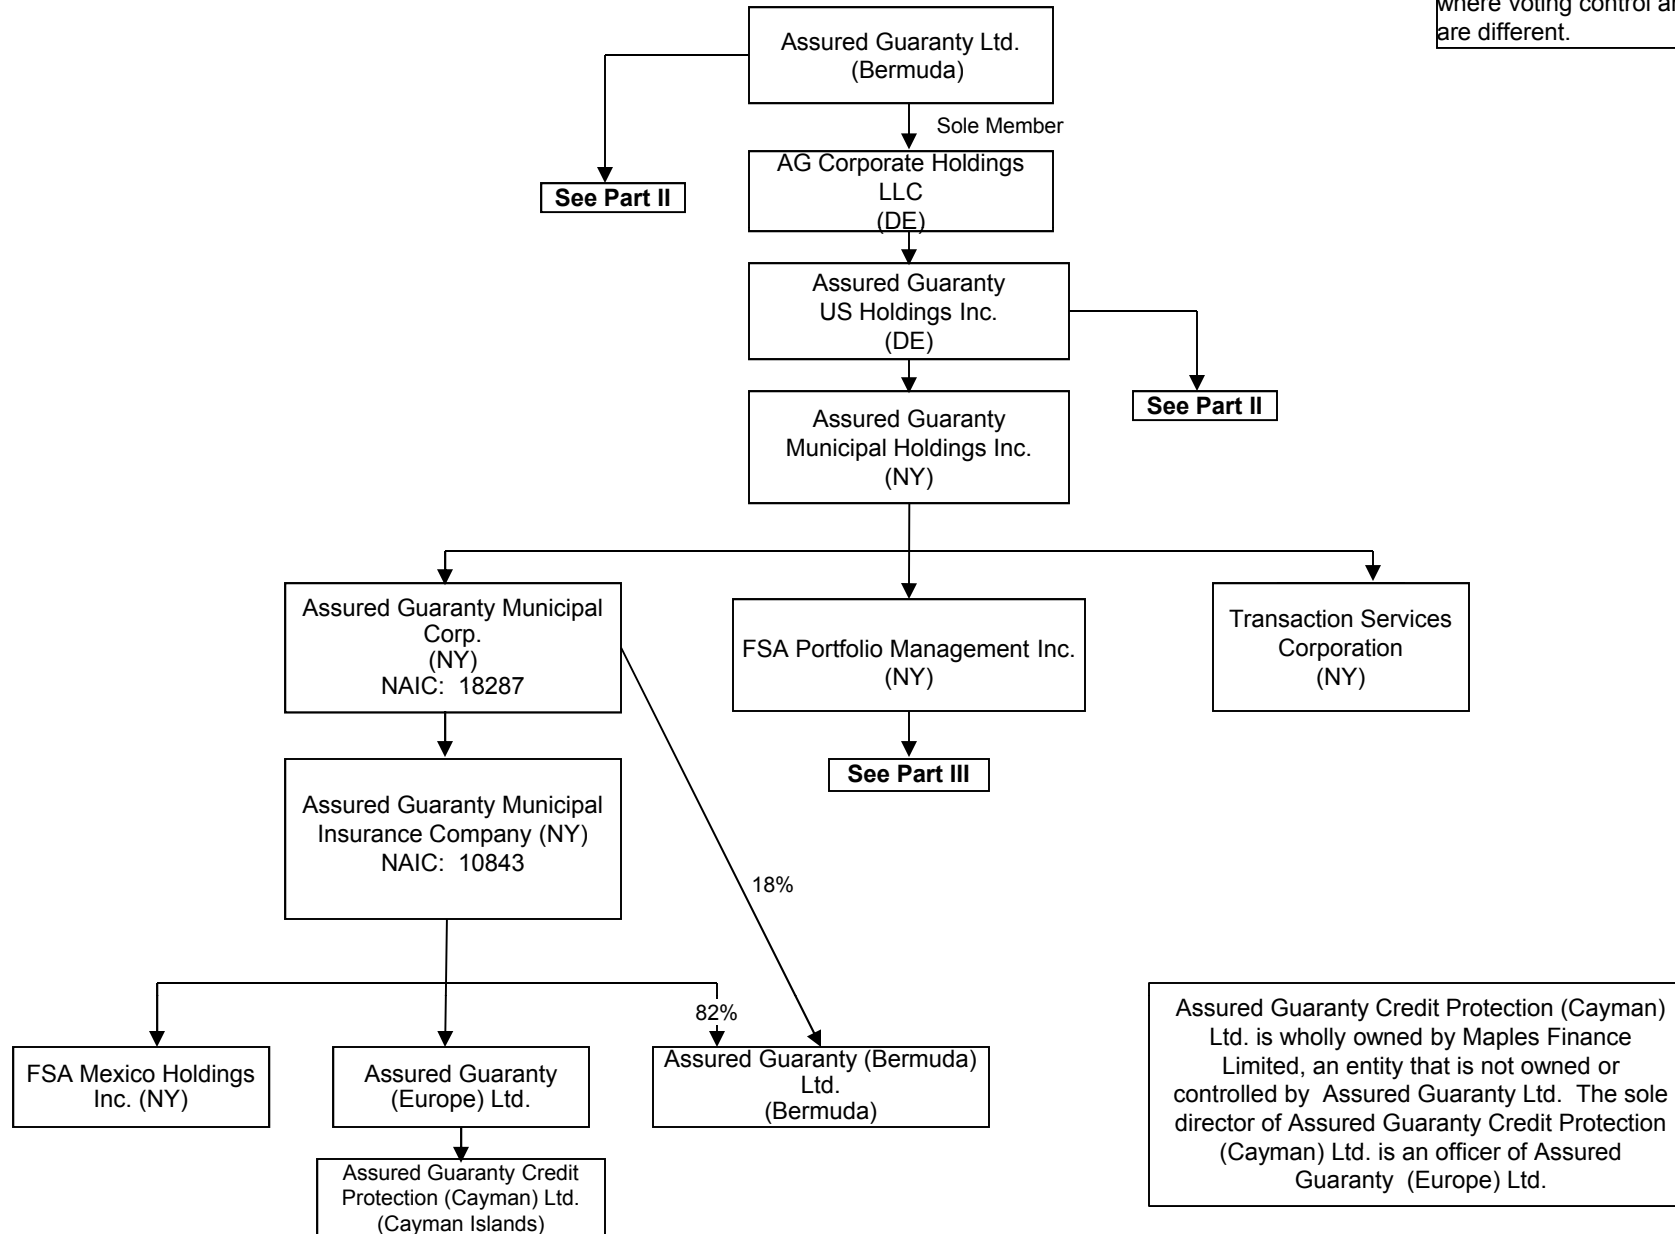 where voting control
are different.
Assured Guaranty Ltd.
(Bermuda)
Sole Member
AG Corporate Holdings
LLC
(DE)
See Part II
Assured Guaranty
US Holdings Inc.
(DE)
See Part II
Assured Guaranty
Municipal Holdings Inc.
(NY)
Assured Guaranty Municipal
Corp.
(NY)
NAIC: 18287
FSA Portfolio Management Inc.
(NY)
Transaction Services
Corporation
(NY)
See Part III
Assured Guaranty Municipal
Insurance Company (NY)
NAIC: 10843
18%
82%
FSA Mexico Holdings
Inc. (NY)
Assured Guaranty
(Europe) Ltd.
Assured Guaranty (Bermuda)
Ltd.
(Bermuda)
Assured Guaranty Credit
Protection (Cayman) Ltd.
(Cayman Islands)
Assured Guaranty Credit Protection (Cayman)
Ltd. is wholly owned by Maples Finance
Limited, an entity that is not owned or
controlled by Assured Guaranty Ltd. The sole
director of Assured Guaranty Credit Protection
(Cayman) Ltd. is an officer of Assured
Guaranty (Europe) Ltd.